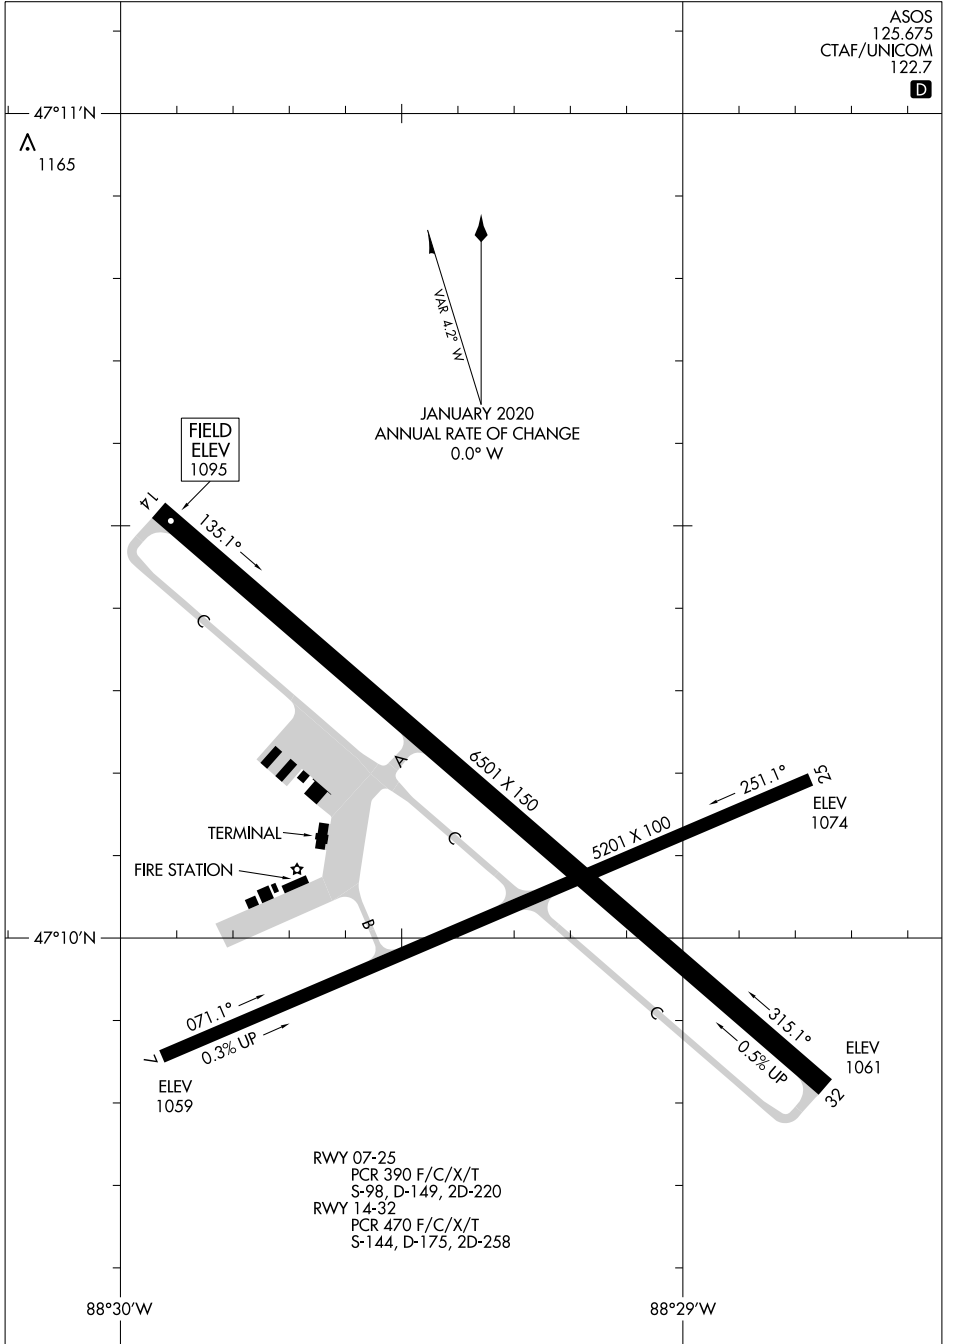 ASOS
125.675
CTAF/UNICOM
122.7
D
47°11'N
1165
VAR 4.2° W
JANUARY 2020
ANNUAL RATE OF CHANGE
0.0° W
FIELD
ELEV
1095
14
135.1°
C
A
6501 X 150
251.1°
25
ELEV
1074
5201 X 100
C
TERMINAL
FIRE STATION
B
47°10'N
C
071.1°
0.3% UP
7
ELEV
1059
315.1°
0.5% UP
ELEV
1061
32
RWY 07-25
PCR 390 F/C/X/T
S-98, D-149, 2D-220
RWY 14-32
PCR 470 F/C/X/T
S-144, D-175, 2D-258
88°30'W
88°29'W